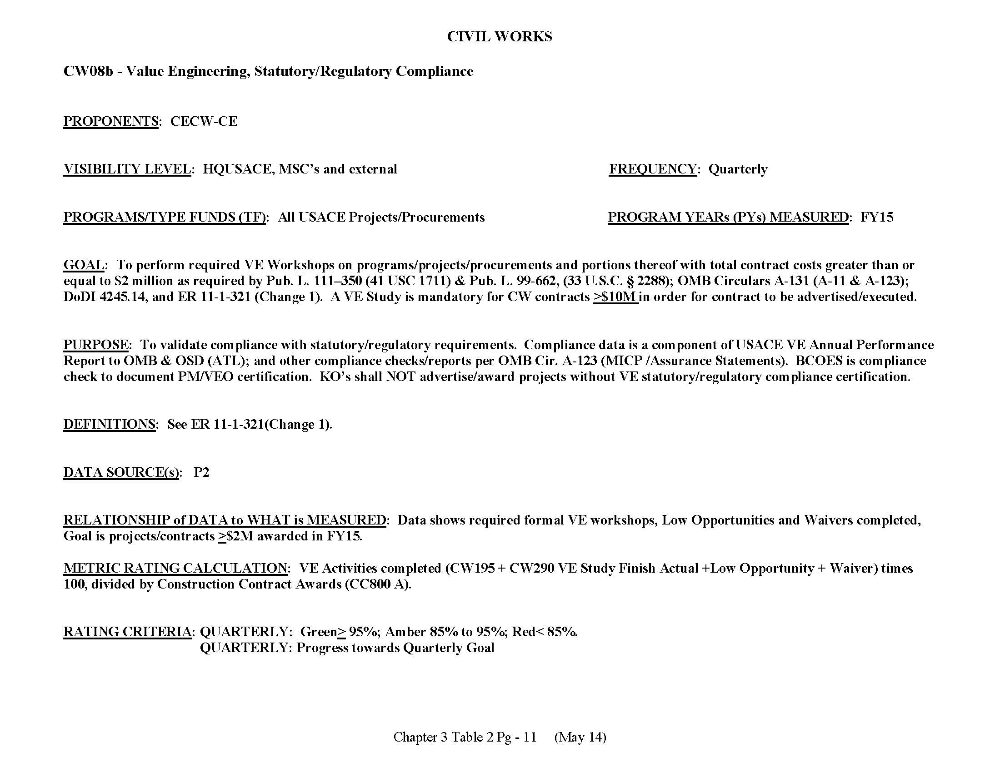 CIVIL WORKS
CW08b - Value Engineering, Statutory/Regulatory Compliance
PROPONENTS:  CECW-CE
VISIBILITY LEVEL:  HQUSACE, MSC’s and external FREQUENCY:  Quarterly
PROGRAMS/TYPE FUNDS (TF):  All USACE Projects/Procurements PROGRAM YEARs (PYs) MEASURED:  FY15
GOAL:  To perform required VE Workshops on programs/projects/procurements and portions thereof with total contract costs greater than or
equal to $2 million as required by Pub. L. 111–350 (41 USC 1711) & Pub. L. 99-662, (33 U.S.C. § 2288); OMB Circulars A-131 (A-11 & A-123);
DoDI 4245.14, and ER 11-1-321 (Change 1).  A VE Study is mandatory for CW contracts >$10M in order for contract to be advertised/executed.
PURPOSE:  To validate compliance with statutory/regulatory requirements.  Compliance data is a component of USACE VE Annual Performance
Report to OMB & OSD (ATL); and other compliance checks/reports per OMB Cir. A-123 (MICP /Assurance Statements).  BCOES is compliance
check to document PM/VEO certification.  KO’s shall NOT advertise/award projects without VE statutory/regulatory compliance certification.
DEFINITIONS:  See ER 11-1-321(Change 1).
DATA SOURCE(s):   P2
RELATIONSHIP of DATA to WHAT is MEASURED:  Data shows required formal VE workshops, Low Opportunities and Waivers completed,
Goal is projects/contracts >$2M awarded in FY15.
METRIC RATING CALCULATION:  VE Activities completed (CW195 + CW290 VE Study Finish Actual +Low Opportunity + Waiver) times
100, divided by Construction Contract Awards (CC800 A).
RATING CRITERIA: QUARTERLY:  Green> 95%; Amber 85% to 95%; Red< 85%.
QUARTERLY: Progress towards Quarterly Goal
Chapter 3 Table 2 Pg - 11     (May 14)